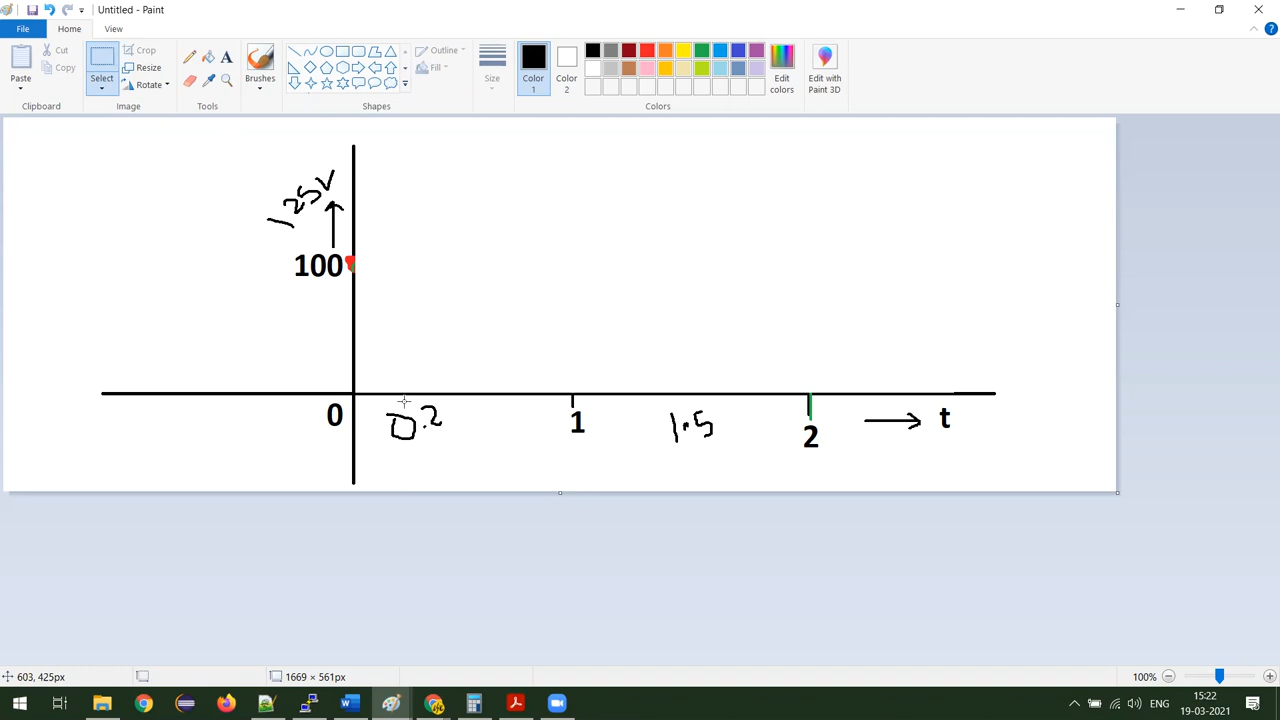 Untitled - Paint
File
Home
View
Paste
Cut
Copy
Clipboard
Select
Crop
Resize
Rotate
Image
Tools
Brushes
Shapes
Outline
Fill
Size
Color 1
Color 2
Edit colors
Edit with Paint 3D
Colors
125V
100
0
0.2
1
1.5
2
t
603, 425px
1669 × 561px
100%
ENG
15:22
19-03-2021